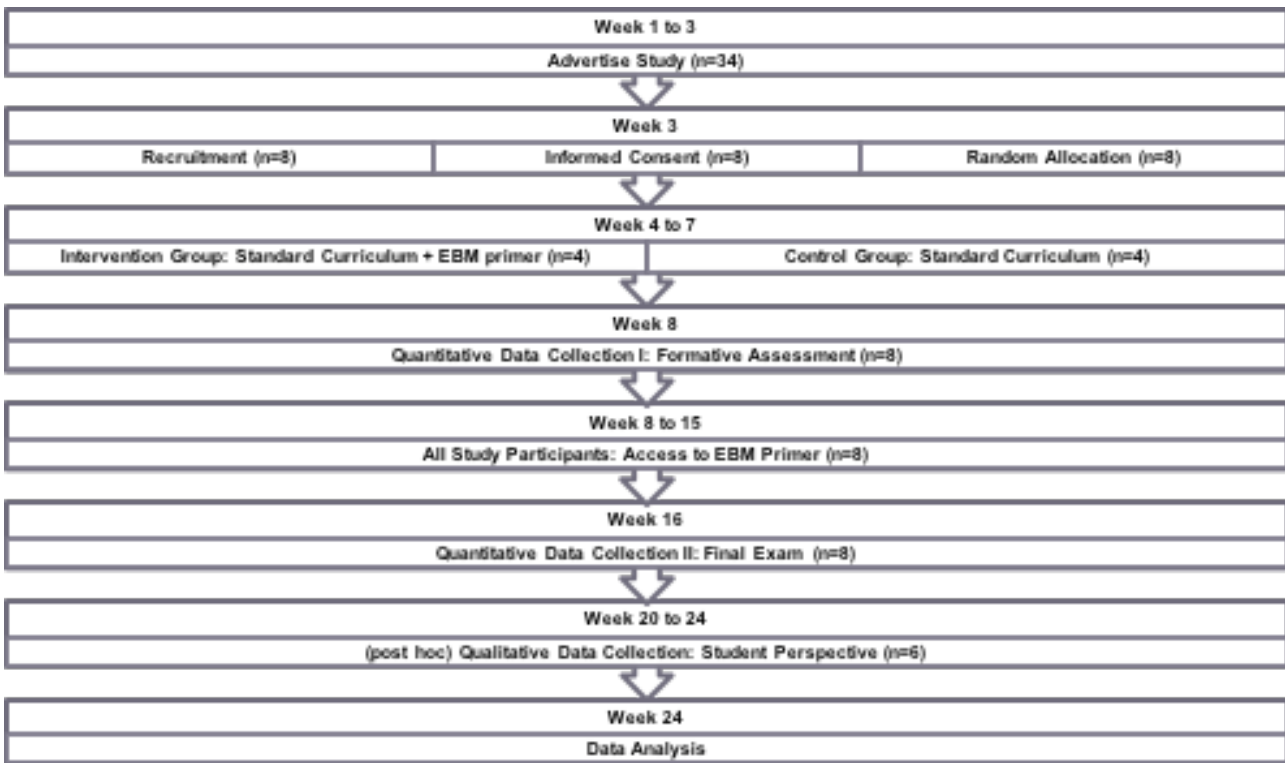 Week 1 to 3
Advertise Study (n=34)
Week 3
Recruitment (n=8)
Informed Consent (n=8)
Random Allocation (n=8)
Week 4 to 7
Intervention Group: Standard Curriculum + EBM primer (n=4)
Control Group: Standard Curriculum (n=4)
Week 8
Quantitative Data Collection I: Formative Assessment (n=8)
Week 8 to 15
All Study Participants: Access to EBM Primer (n=8)
Week 16
Quantitative Data Collection II: Final Exam (n=8)
Week 20 to 24
(post hoc) Qualitative Data Collection: Student Perspective (n=6)
Week 24
Data Analysis